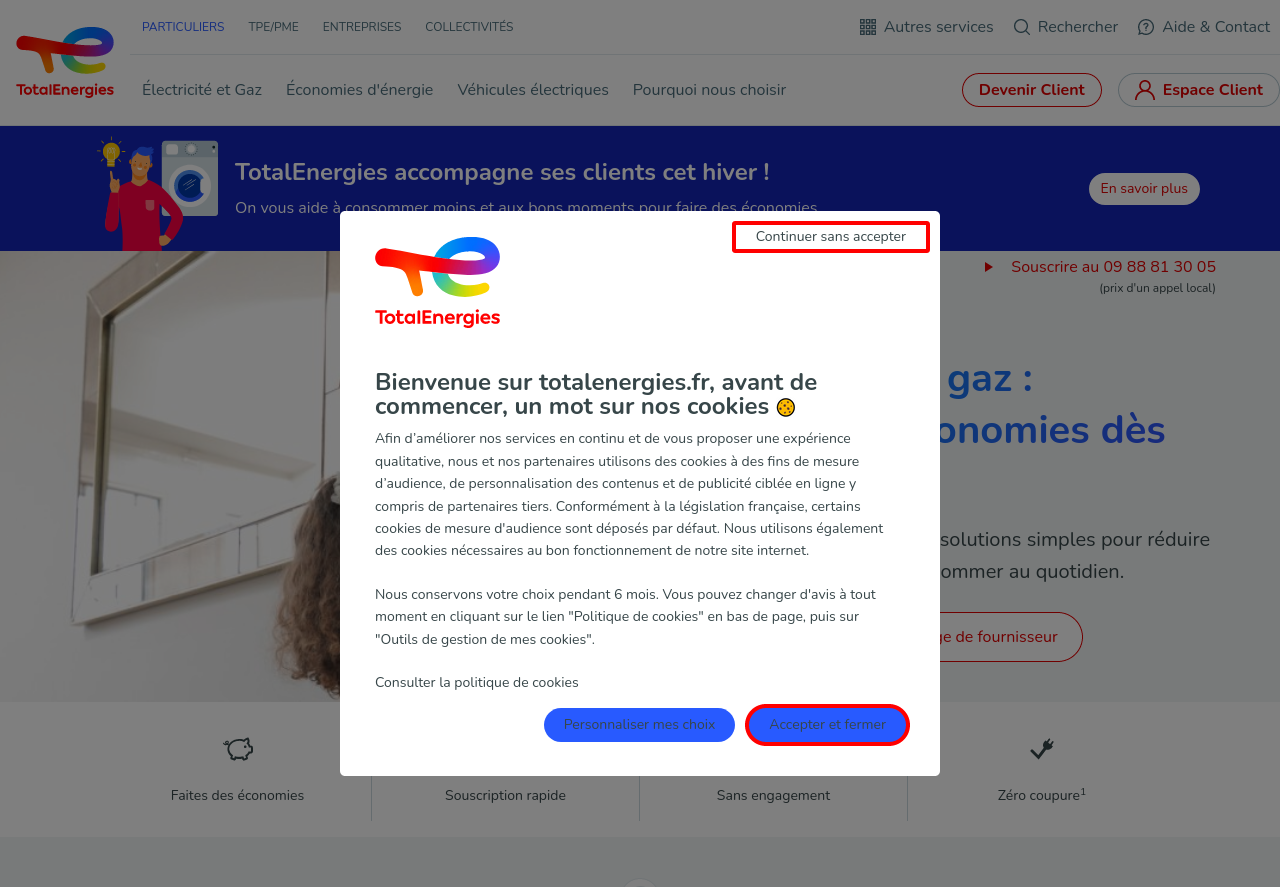 PARTICULIERS TPE/PME ENTREPRISES COLLECTIVITÉS Autres services Rechercher Aide & Contact
TotalEnergies
Électricité et Gaz Économies d'énergie Véhicules électriques Pourquoi nous choisir Devenir Client Espace Client
TotalEnergies accompagne ses clients cet hiver !
On vous aide à consommer moins et aux bons moments pour faire des économies
En savoir plus
Continuer sans accepter
Souscrire au 09 88 81 30 05
(prix d'un appel local)
TotalEnergies
gaz :
onomies dès
solutions simples pour réduire
ommer au quotidien.
ge de fournisseur
Bienvenue sur totalenergies.fr, avant de
commencer, un mot sur nos cookies
Afin d’améliorer nos services en continu et de vous proposer une expérience
qualitative, nous et nos partenaires utilisons des cookies à des fins de mesure
d’audience, de personnalisation des contenus et de publicité ciblée en ligne y
compris de partenaires tiers. Conformément à la législation française, certains
cookies de mesure d'audience sont déposés par défaut. Nous utilisons également
des cookies nécessaires au bon fonctionnement de notre site internet.
Nous conservons votre choix pendant 6 mois. Vous pouvez changer d'avis à tout
moment en cliquant sur le lien "Politique de cookies" en bas de page, puis sur
"Outils de gestion de mes cookies".
Consulter la politique de cookies
Personnaliser mes choix Accepter et fermer
Faites des économies Souscription rapide Sans engagement Zéro coupure¹